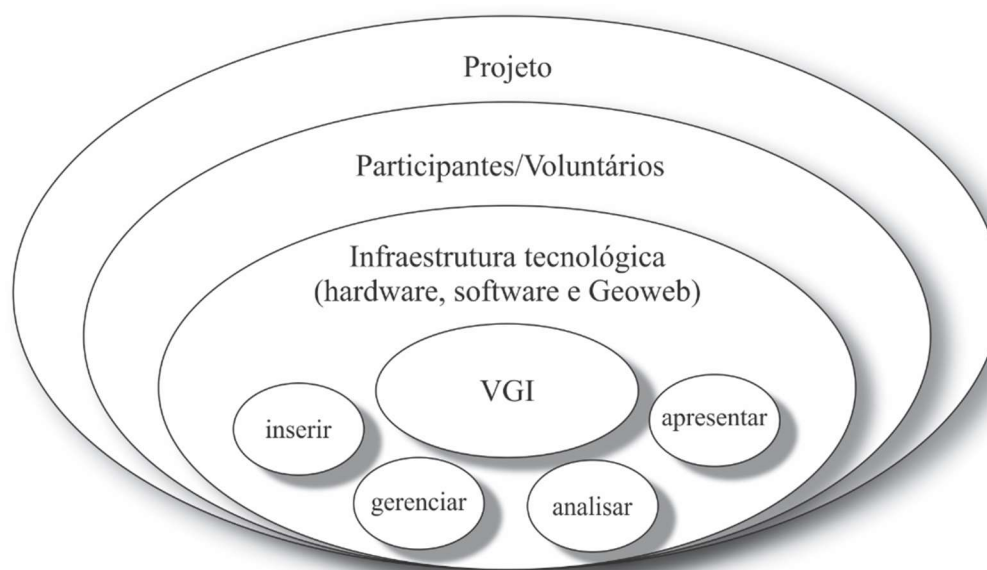 Projeto
Participantes/Voluntários
Infraestrutura tecnológica
(hardware, software e Geoweb)
VGI
inserir
apresentar
gerenciar
analisar